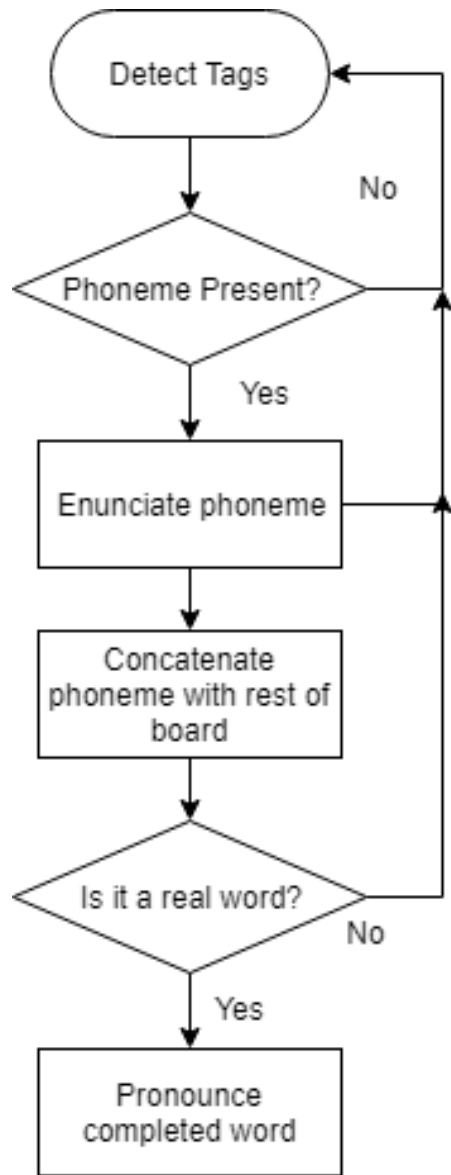 Detect Tags
No
Phoneme Present?
Yes
Enunciate phoneme
Concatenate
phoneme with rest of
board
Is it a real word?
No
Yes
Pronounce
completed word